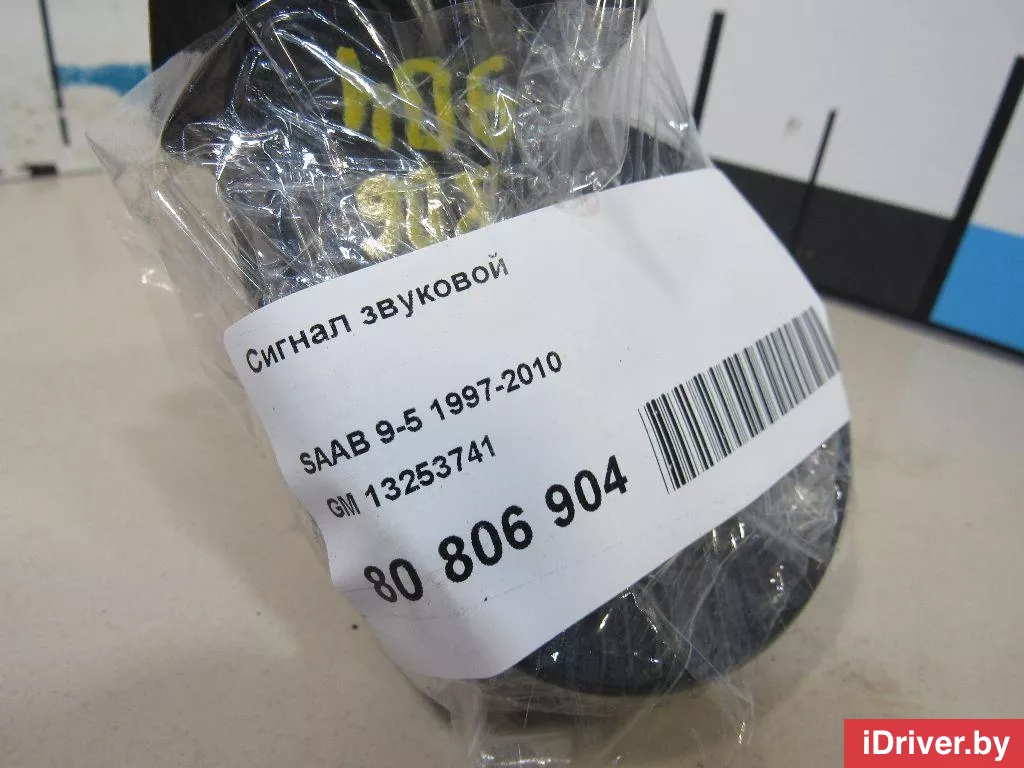 Сигнал звуковой
SAAB 9-5 1997-2010
GM 13253741
80 806 904
iDriver.by